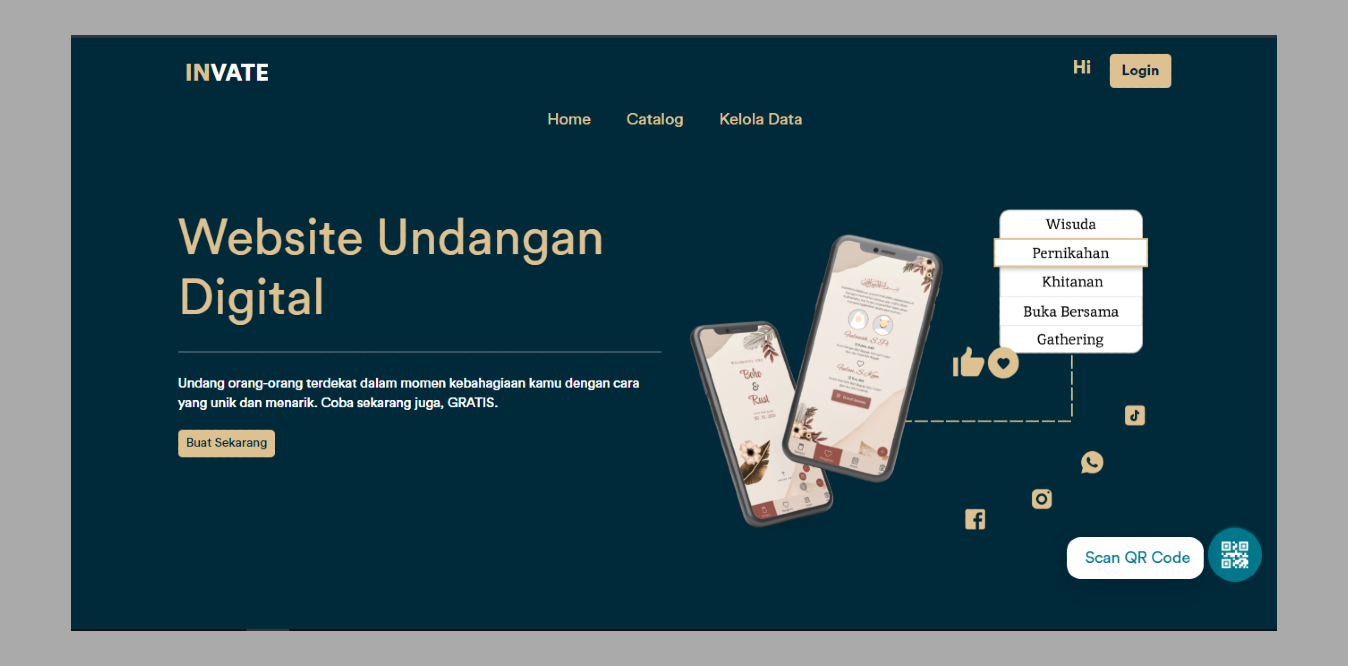 INVATE
Hi
Login
Home
Catalog
Kelola Data
Website Undangan
Digital
Undang orang-orang terdekat dalam momen kebahagiaan kamu dengan cara
yang unik dan menarik. Coba sekarang juga, GRATIS.
Buat Sekarang
Boho
&
Rust
Wisuda
Pernikahan
Khitanan
Buka Bersama
Gathering
Scan QR Code